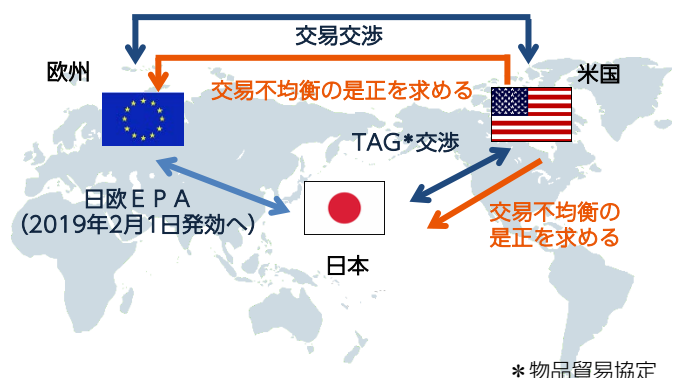 交易交渉
欧州
米国
交易不均衡の是正を求める
TAG*交渉
日欧ＥＰＡ
（2019年2月1日発効へ）
交易不均衡の
是正を求める
日本
＊物品貿易協定